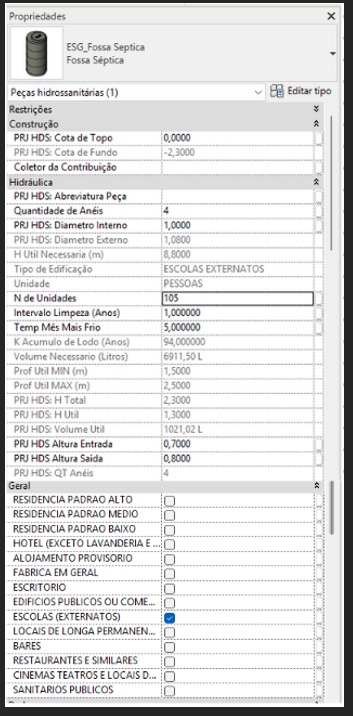 Propriedades
ESG_Fossa Septica
Fossa Séptica
Peças hidrossanitárias (1)
Editar tipo
Restrições
Construção
PRJ HDS: Cota de Topo 0,0000
PRJ HDS: Cota de Fundo -2,3000
Coletor da Contribuição
Hidráulica
PRJ HDS: Abreviatura Peça
Quantidade de Anéis 4
PRJ HDS: Diametro Interno 1,0000
PRJ HDS: Diametro Externo 1,0800
H Util Necessaria (m) 8,8000
Tipo de Edificação ESCOLAS EXTERNATOS
Unidade PESSOAS
N de Unidades 105
Intervalo Limpeza (Anos) 1,000000
Temp Mês Mais Frio 5,000000
K Acumulo de Lodo (Anos) 94,000000
Volume Necessario (Litros) 6911,50 L
Prof Util MIN (m) 1,5000
Prof Util MAX (m) 2,5000
PRJ HDS: H Total 2,3000
PRJ HDS: H Util 1,3000
PRJ HDS: Volume Util 1021,02 L
PRJ HDS Altura Entrada 0,7000
PRJ HDS Altura Saida 0,8000
PRJ HDS: QT Anéis 4
Geral
RESIDENCIA PADRAO ALTO
RESIDENCIA PADRAO MEDIO
RESIDENCIA PADRAO BAIXO
HOTEL (EXCETO LAVANDERIA E ...
ALOJAMENTO PROVISORIO
FABRICA EM GERAL
ESCRITORIO
EDIFICIOS PUBLICOS OU COME...
ESCOLAS (EXTERNATOS)
LOCAIS DE LONGA PERMANEN...
BARES
RESTAURANTES E SIMILARES
CINEMAS TEATROS E LOCAIS D...
SANITARIOS PUBLICOS